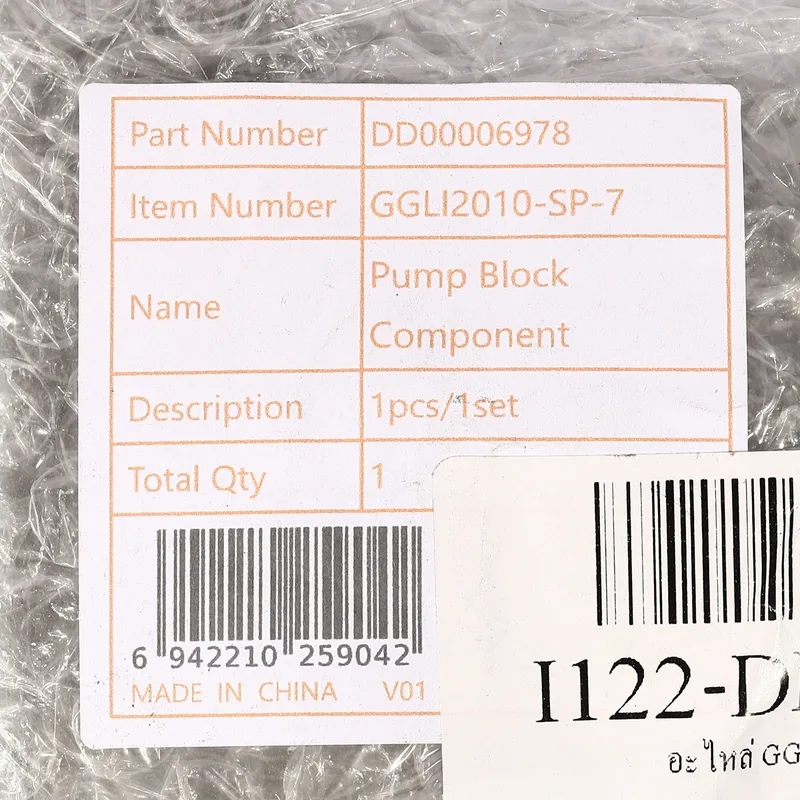 Part Number DD00006978
Item Number GGLI2010-SP-7
Name Pump Block
Component
Description 1pcs/1set
Total Qty 1
6 942210 259042
MADE IN CHINA V01
I122-D
อะไหล่ GG